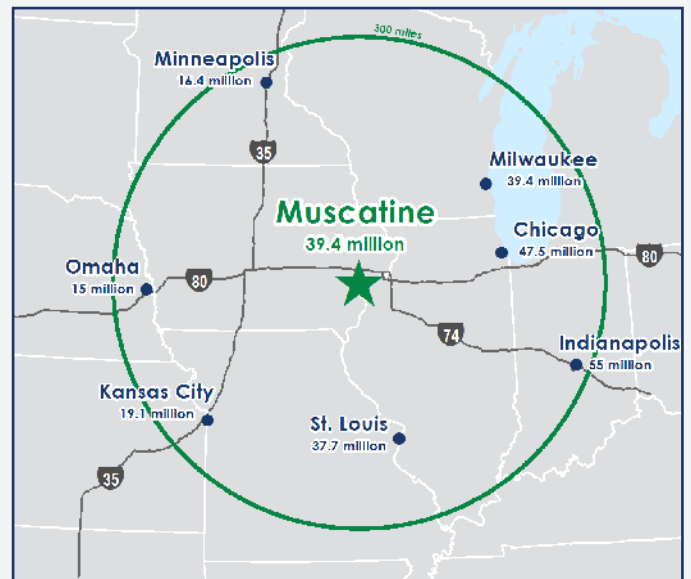 300 miles
Minneapolis
16.4 million
35
Milwaukee
39.4 million
Muscatine
39.4 million
Chicago
47.5 million
80
Omaha
15 million
80
74
Indianapolis
55 million
Kansas City
19.1 million
St. Louis
37.7 million
35